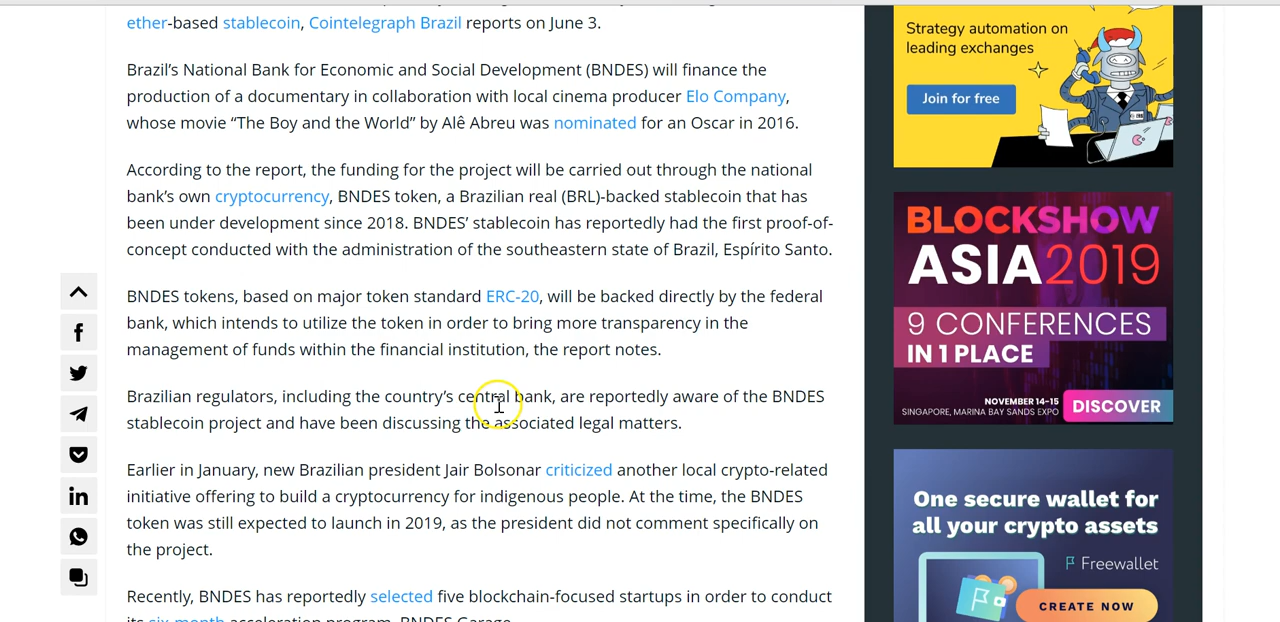 ether-based stablecoin, Cointelegraph Brazil reports on June 3.
Brazil’s National Bank for Economic and Social Development (BNDES) will finance the
production of a documentary in collaboration with local cinema producer Elo Company,
whose movie “The Boy and the World” by Alê Abreu was nominated for an Oscar in 2016.
According to the report, the funding for the project will be carried out through the national
bank’s own cryptocurrency, BNDES token, a Brazilian real (BRL)-backed stablecoin that has
been under development since 2018. BNDES’ stablecoin has reportedly had the first proof-of-
concept conducted with the administration of the southeastern state of Brazil, Espírito Santo.
BNDES tokens, based on major token standard ERC-20, will be backed directly by the federal
bank, which intends to utilize the token in order to bring more transparency in the
management of funds within the financial institution, the report notes.
Brazilian regulators, including the country’s central bank, are reportedly aware of the BNDES
stablecoin project and have been discussing the associated legal matters.
Earlier in January, new Brazilian president Jair Bolsonar criticized another local crypto-related
initiative offering to build a cryptocurrency for indigenous people. At the time, the BNDES
token was still expected to launch in 2019, as the president did not comment specifically on
the project.
Recently, BNDES has reportedly selected five blockchain-focused startups in order to conduct
its six-month acceleration program, BNDES Garage.
Strategy automation on
leading exchanges
Join for free
BLOCKSHOW
ASIA2019
9 CONFERENCES
IN 1 PLACE
NOVEMBER 14-15
SINGAPORE, MARINA BAY SANDS EXPO
DISCOVER
One secure wallet for
all your crypto assets
Freewallet
CREATE NOW